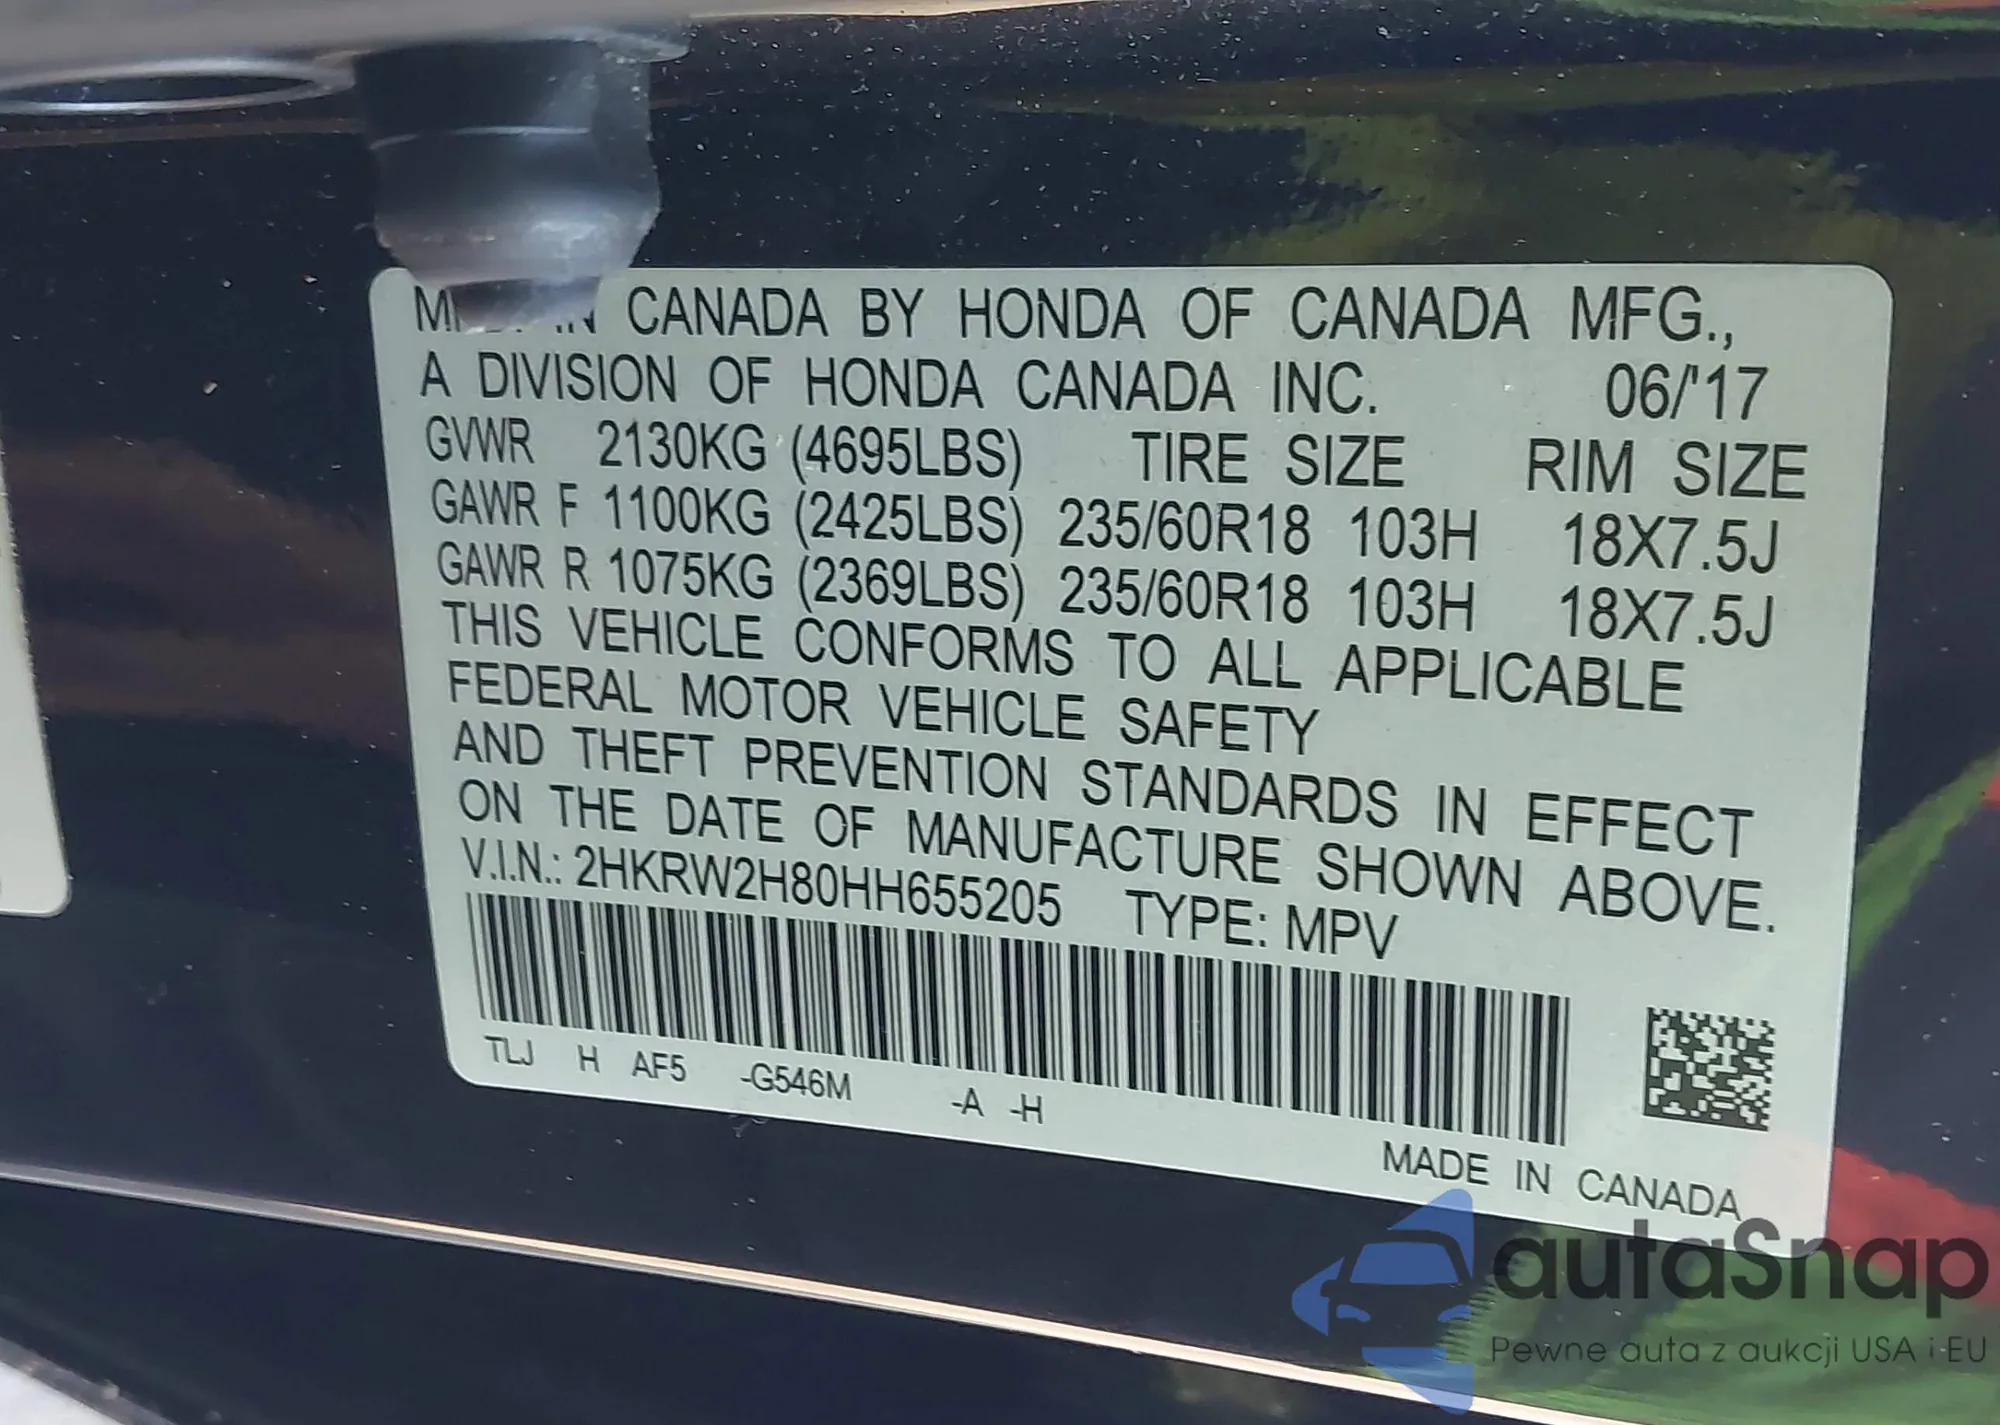 IN CANADA BY HONDA OF CANADA MFG.,
A DIVISION OF HONDA CANADA INC. 06/'17
GVWR 2130KG (4695LBS) TIRE SIZE RIM SIZE
GAWR F 1100KG (2425LBS) 235/60R18 103H 18X7.5J
GAWR R 1075KG (2369LBS) 235/60R18 103H 18X7.5J
THIS VEHICLE CONFORMS TO ALL APPLICABLE
FEDERAL MOTOR VEHICLE SAFETY
AND THEFT PREVENTION STANDARDS IN EFFECT
ON THE DATE OF MANUFACTURE SHOWN ABOVE.
V.I.N.: 2HKRW2H80HH655205 TYPE: MPV
TLJ H AF5 -G546M -A -H
MADE IN CANADA
autaSnap
Pewne auta z aukcji USA i EU